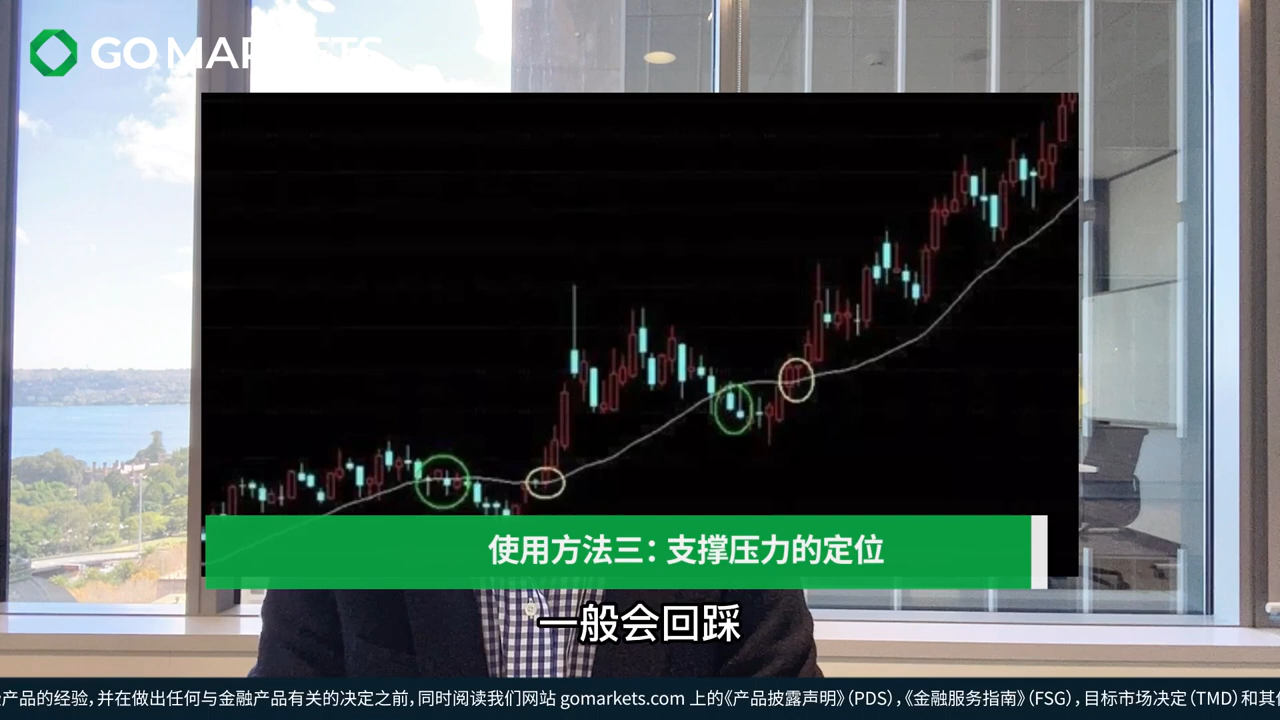 GO MARKETS
使用方法三：支撑压力的定位
一般会回踩
产品的经验，并在做出任何与金融产品有关的决定之前，同时阅读我们网站 gomarkets.com 上的《产品披露声明》（PDS），《金融服务指南》（FSG），目标市场决定（TMD）和其